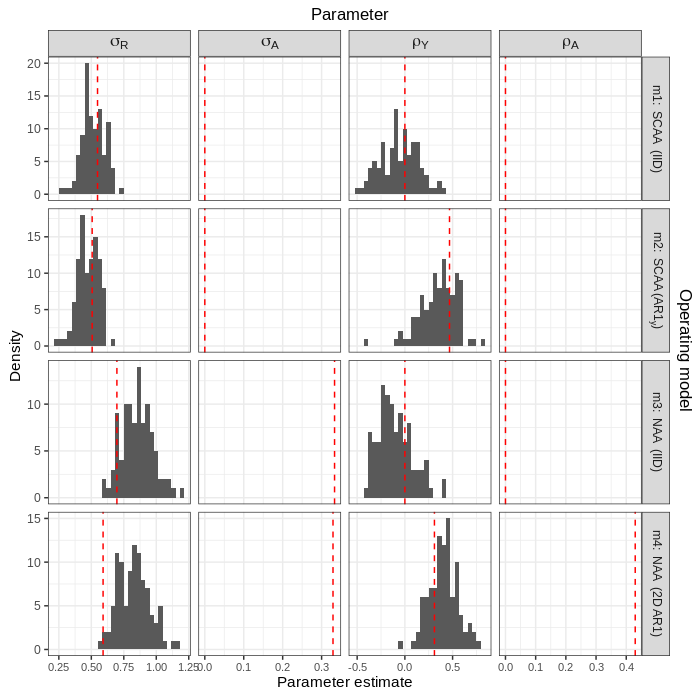 Parameter
σR σA ρY ρA
20
15
10
5
0
m1: SCAA (IID)
15
10
5
0
m2: SCAA (AR1y)
10
5
0
m3: NAA (IID)
15
10
5
0
m4: NAA (2D AR1)
Density
Operating model
0.25 0.50 0.75 1.00 1.25 0.0 0.1 0.2 0.3 -0.5 0.0 0.5 0.0 0.1 0.2 0.3 0.4
Parameter estimate